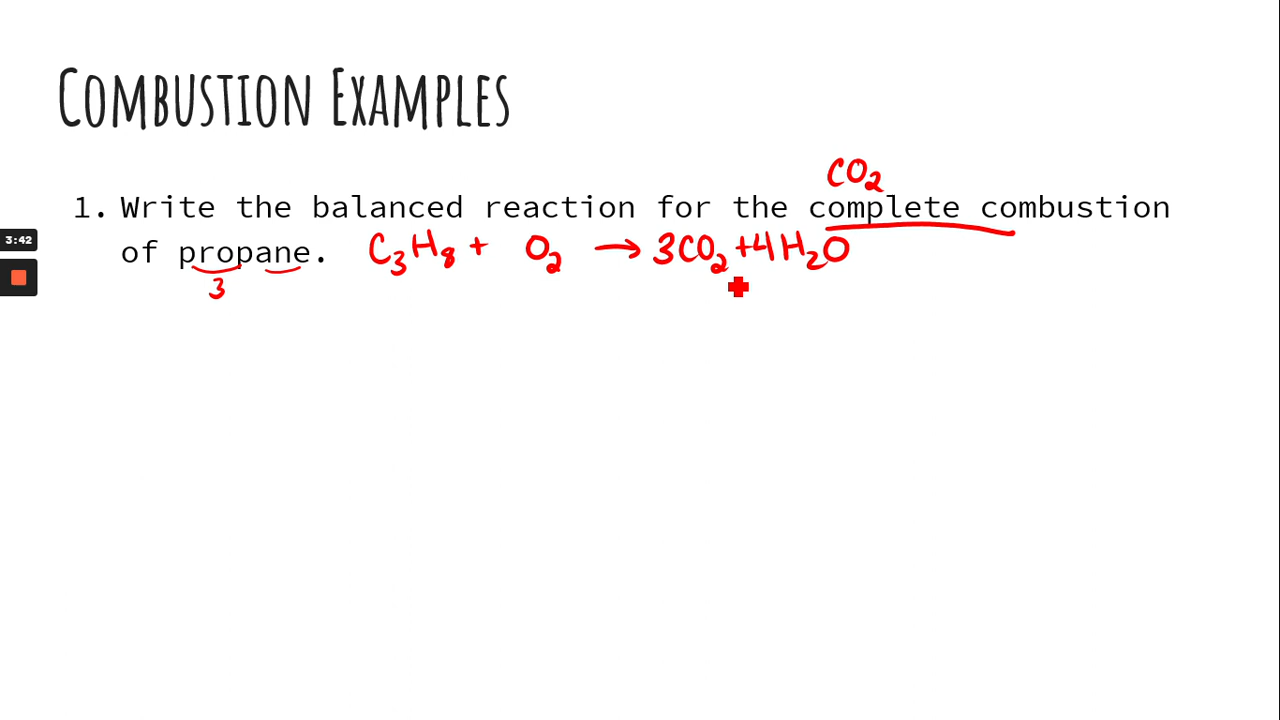 COMBUSTION EXAMPLES
CO₂
1. Write the balanced reaction for the complete combustion
3:42
of propane. C₃H₈ + O₂ → 3CO₂ + 4H₂O
3